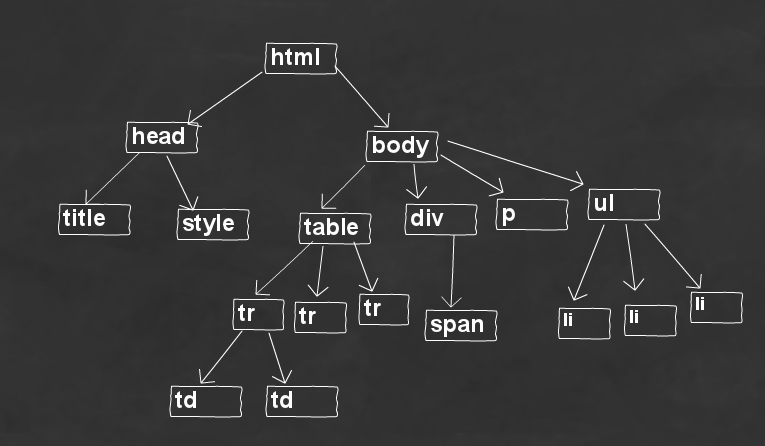 html
head
body
title
style
table
div
p
ul
tr
tr
tr
span
li
li
li
td
td